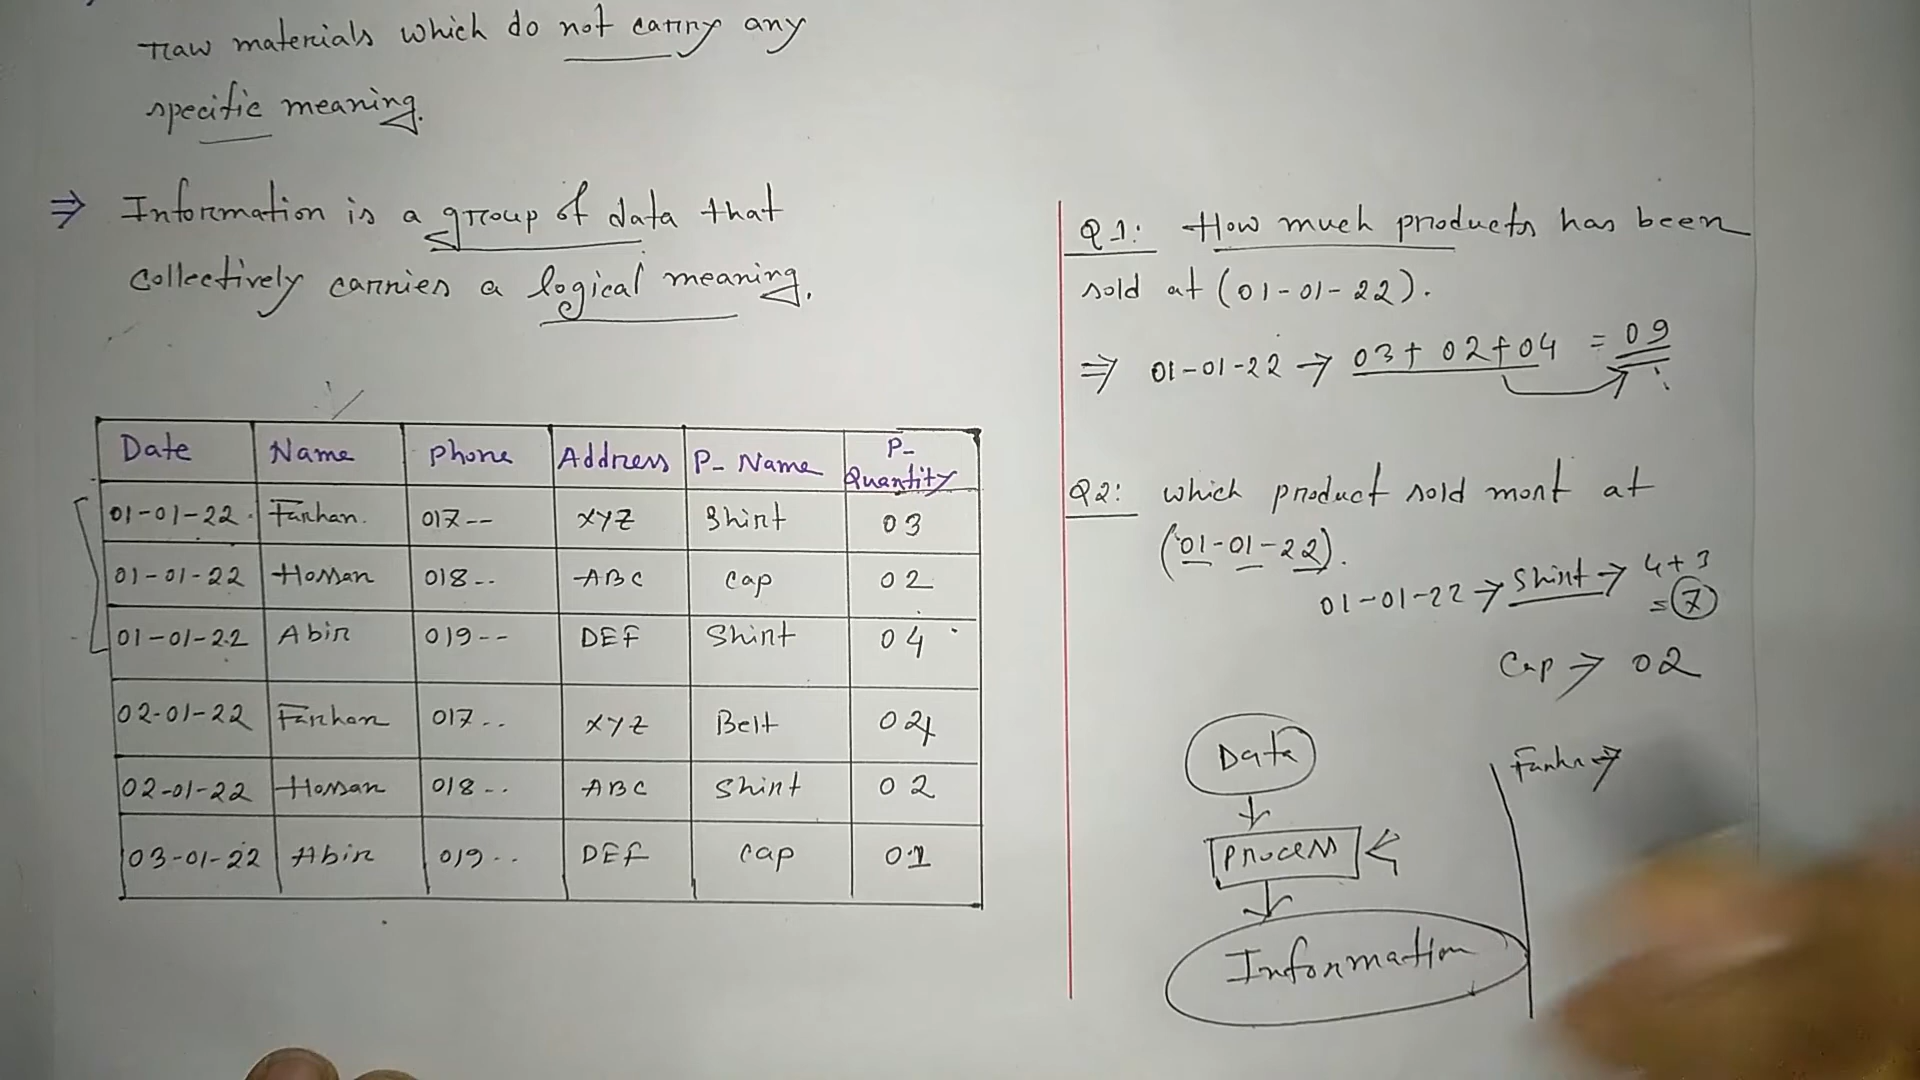 raw materials which do not carry any
specific meaning.
⇒ Information is a group of data that
collectively carries a logical meaning.
Date Name Phone Address P- Name P- Quantity
01-01-22 Farhan 017-- XYZ Shirt 03
01-01-22 Hossan 018-- ABC Cap 02
01-01-22 Abir 019-- DEF Shirt 04
02-01-22 Farhan 017-- XYZ Belt
02-01-22 Hossan 018-- ABC Shirt 02
03-01-22 Abir 019-- DEF Cap 01
Q1: How much products has been
sold at (01-01-22).
⇒ 01-01-22 → 03+02+04 = 09
Q2: which product sold most at
(01-01-22).
01-01-22 → Shirt → 4+3
= 7
Cap → 02
Data
Process
Information